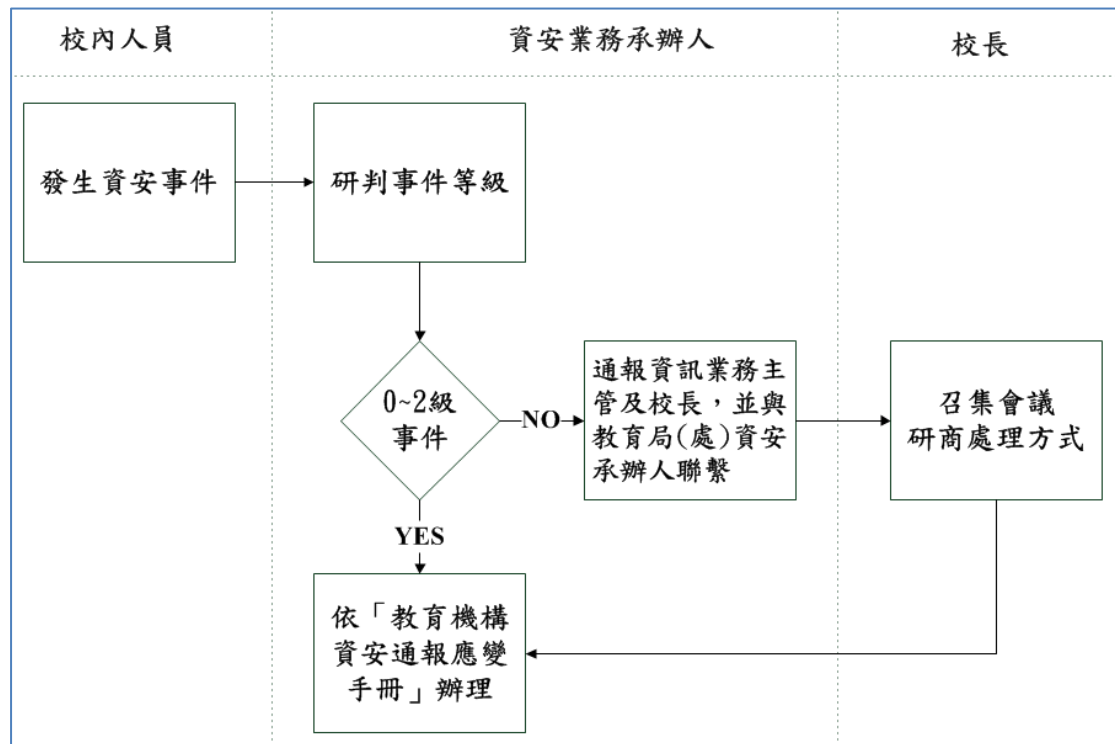 校內人員
資安業務承辦人
校長
發生資安事件
研判事件等級
0~2級
事件
NO
通報資訊業務主
管及校長，並與
教育局(處)資安
承辦人聯繫
召集會議
研商處理方式
YES
依「教育機構
資安通報應變
手冊」辦理